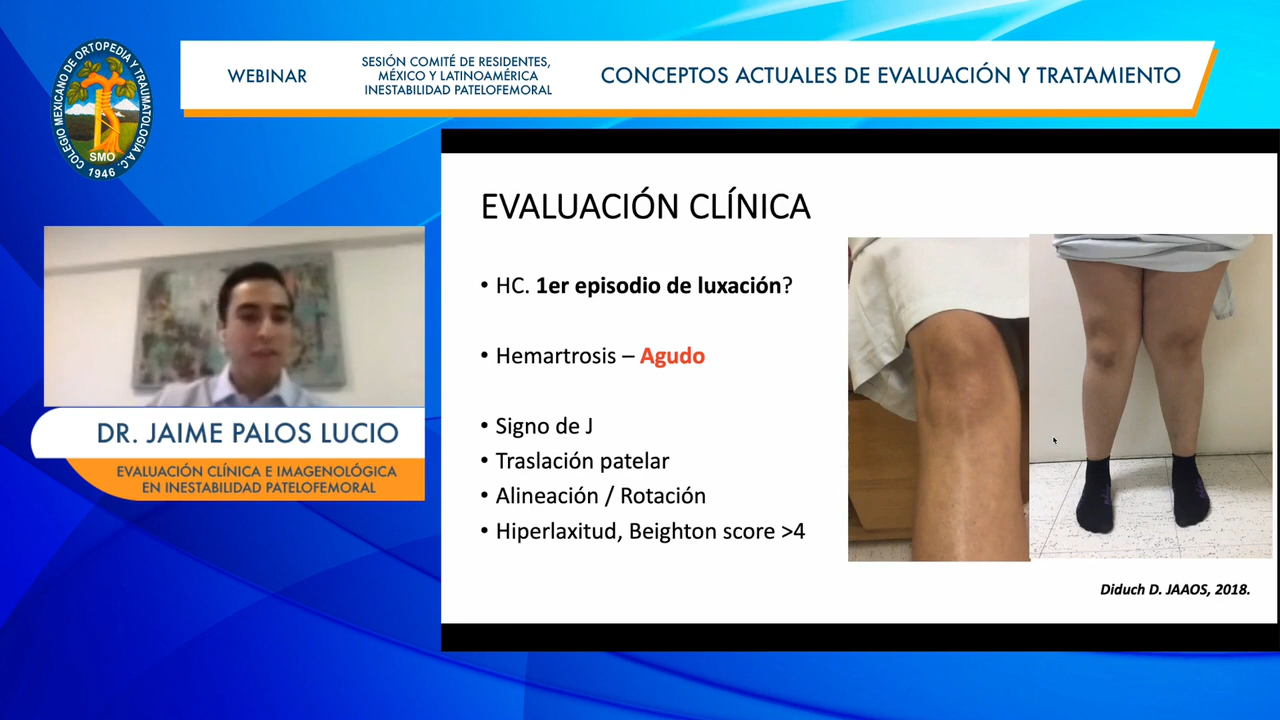 COLEGIO MEXICANO DE ORTOPEDIA Y TRAUMATOLOGÍA A.C.
SMO
1946
WEBINAR
SESIÓN COMITÉ DE RESIDENTES,
MÉXICO Y LATINOAMÉRICA
INESTABILIDAD PATELOFEMORAL
CONCEPTOS ACTUALES DE EVALUACIÓN Y TRATAMIENTO
DR. JAIME PALOS LUCIO
EVALUACIÓN CLÍNICA E IMAGENOLÓGICA
EN INESTABILIDAD PATELOFEMORAL
EVALUACIÓN CLÍNICA
• HC. 1er episodio de luxación?
• Hemartrosis – Agudo
• Signo de J
• Traslación patelar
• Alineación / Rotación
• Hiperlaxitud, Beighton score >4
Diduch D. JAAOS, 2018.